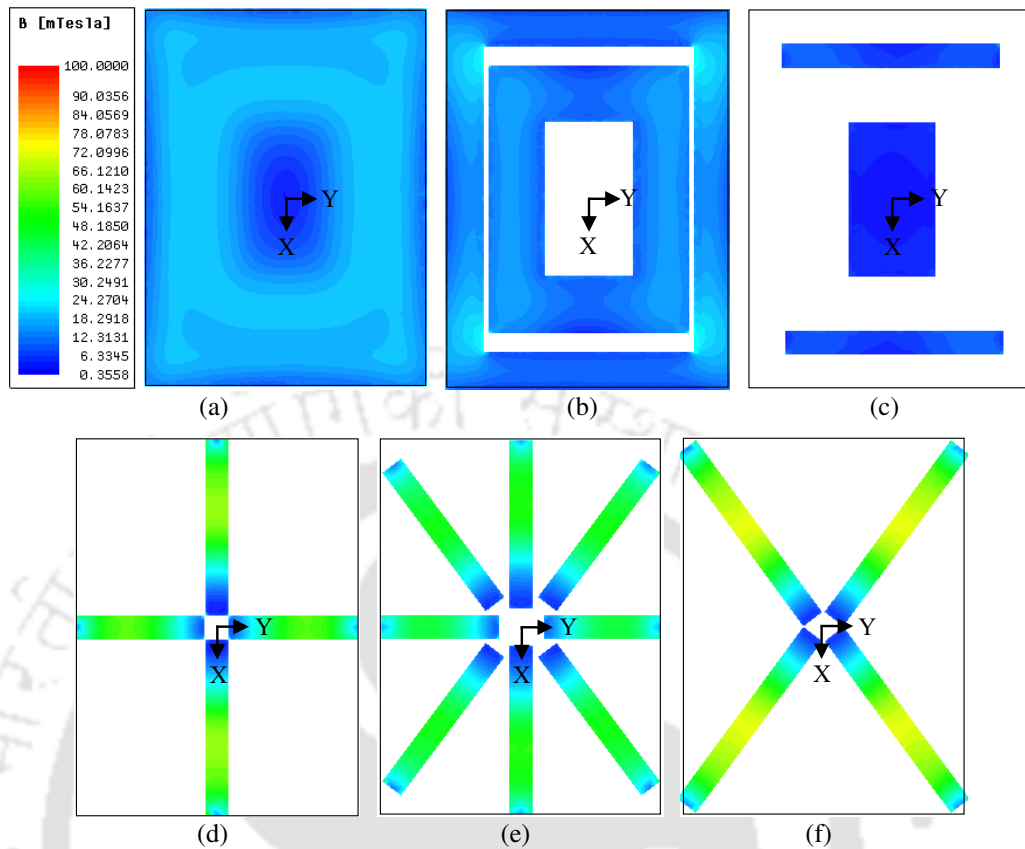 B [mTesla]
100.0000
90.0356
84.0569
78.0783
72.0996
66.1210
60.1423
54.1637
48.1850
42.2064
36.2277
30.2491
24.2704
18.2918
12.3131
6.3345
0.3558
Y
X
Y
X
Y
X
(a)
(b)
(c)
Y
X
Y
X
Y
X
(d)
(e)
(f)